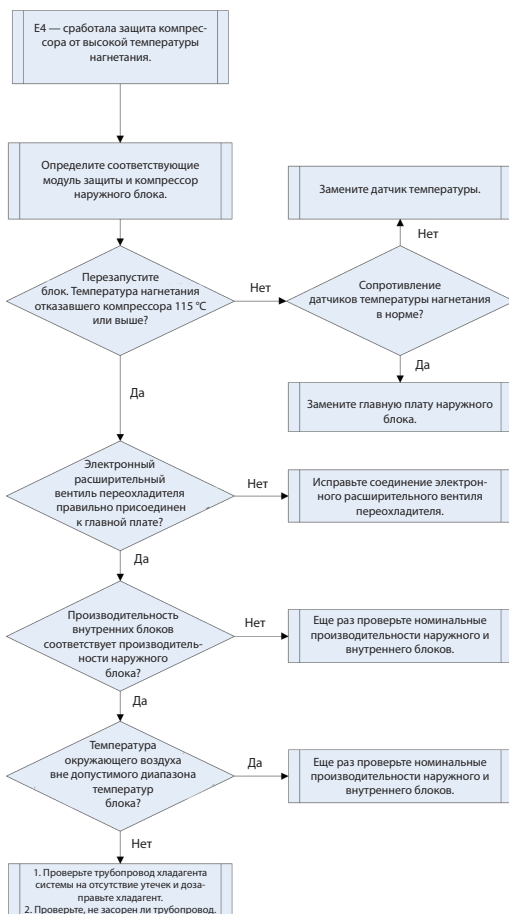 E4 — сработала защита компрес-
сора от высокой температуры
нагнетания.
Определите соответствующие
модуль защиты и компрессор
наружного блока.
Замените датчик температуры.
Нет
Перезапустите
блок. Температура нагнетания
отказавшего компрессора 115 °C
или выше?
Нет
Сопротивление
датчиков температуры нагнетания
в норме?
Да
Замените главную плату наружного
блока.
Да
Электронный
расширительный
вентиль переохладителя
правильно присоединен
к главной плате?
Нет
Исправьте соединение электрон-
ного расширительного вентиля
переохладителя.
Да
Производительность
внутренних блоков
соответствует производитель-
ности наружного
блока?
Нет
Еще раз проверьте номинальные
производительности наружного и
внутреннего блоков.
Да
Температура
окружающего воздуха
вне допустимого диапазона
температур
блока?
Да
Еще раз проверьте номинальные
производительности наружного и
внутреннего блоков.
Нет
1. Проверьте трубопровод хладагента
системы на отсутствие утечек и доза-
правьте хладагент.
2. Проверьте, не засорен ли трубопровод.